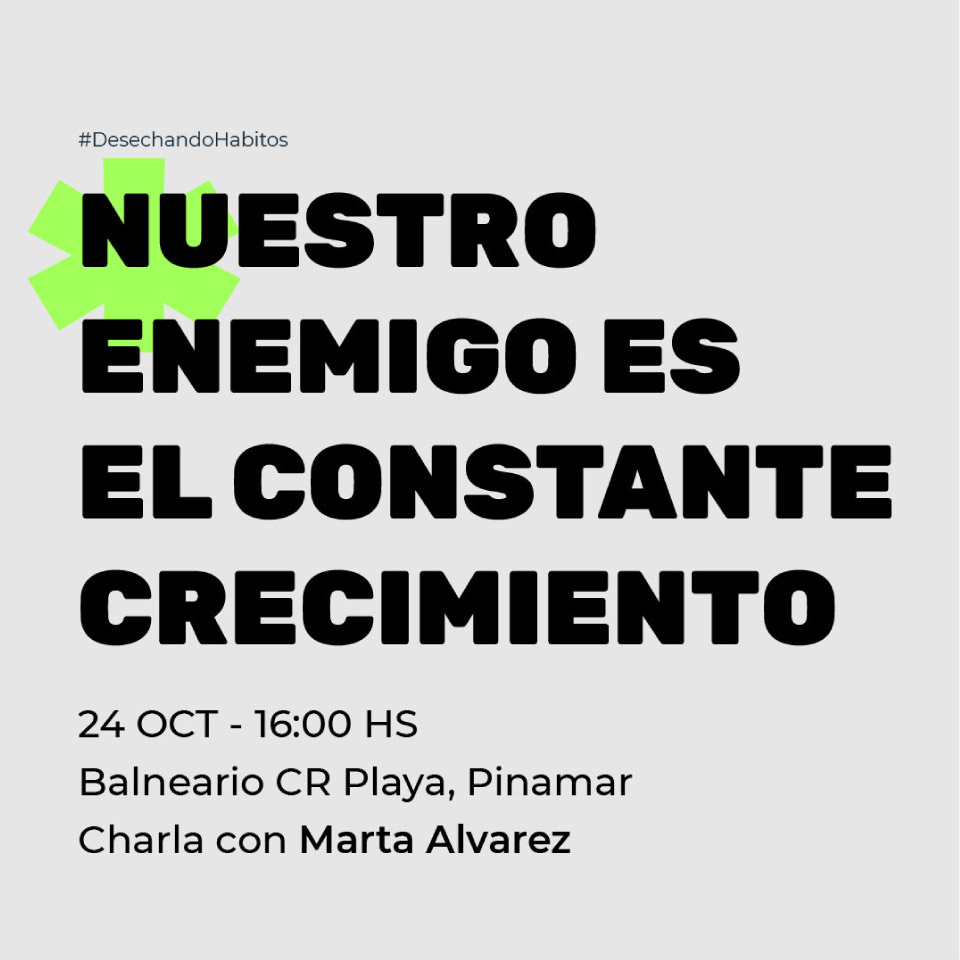 #DesechandoHabitos
NUESTRO
ENEMIGO ES
EL CONSTANTE
CRECIMIENTO
24 OCT - 16:00 HS
Balneario CR Playa, Pinamar
Charla con Marta Alvarez